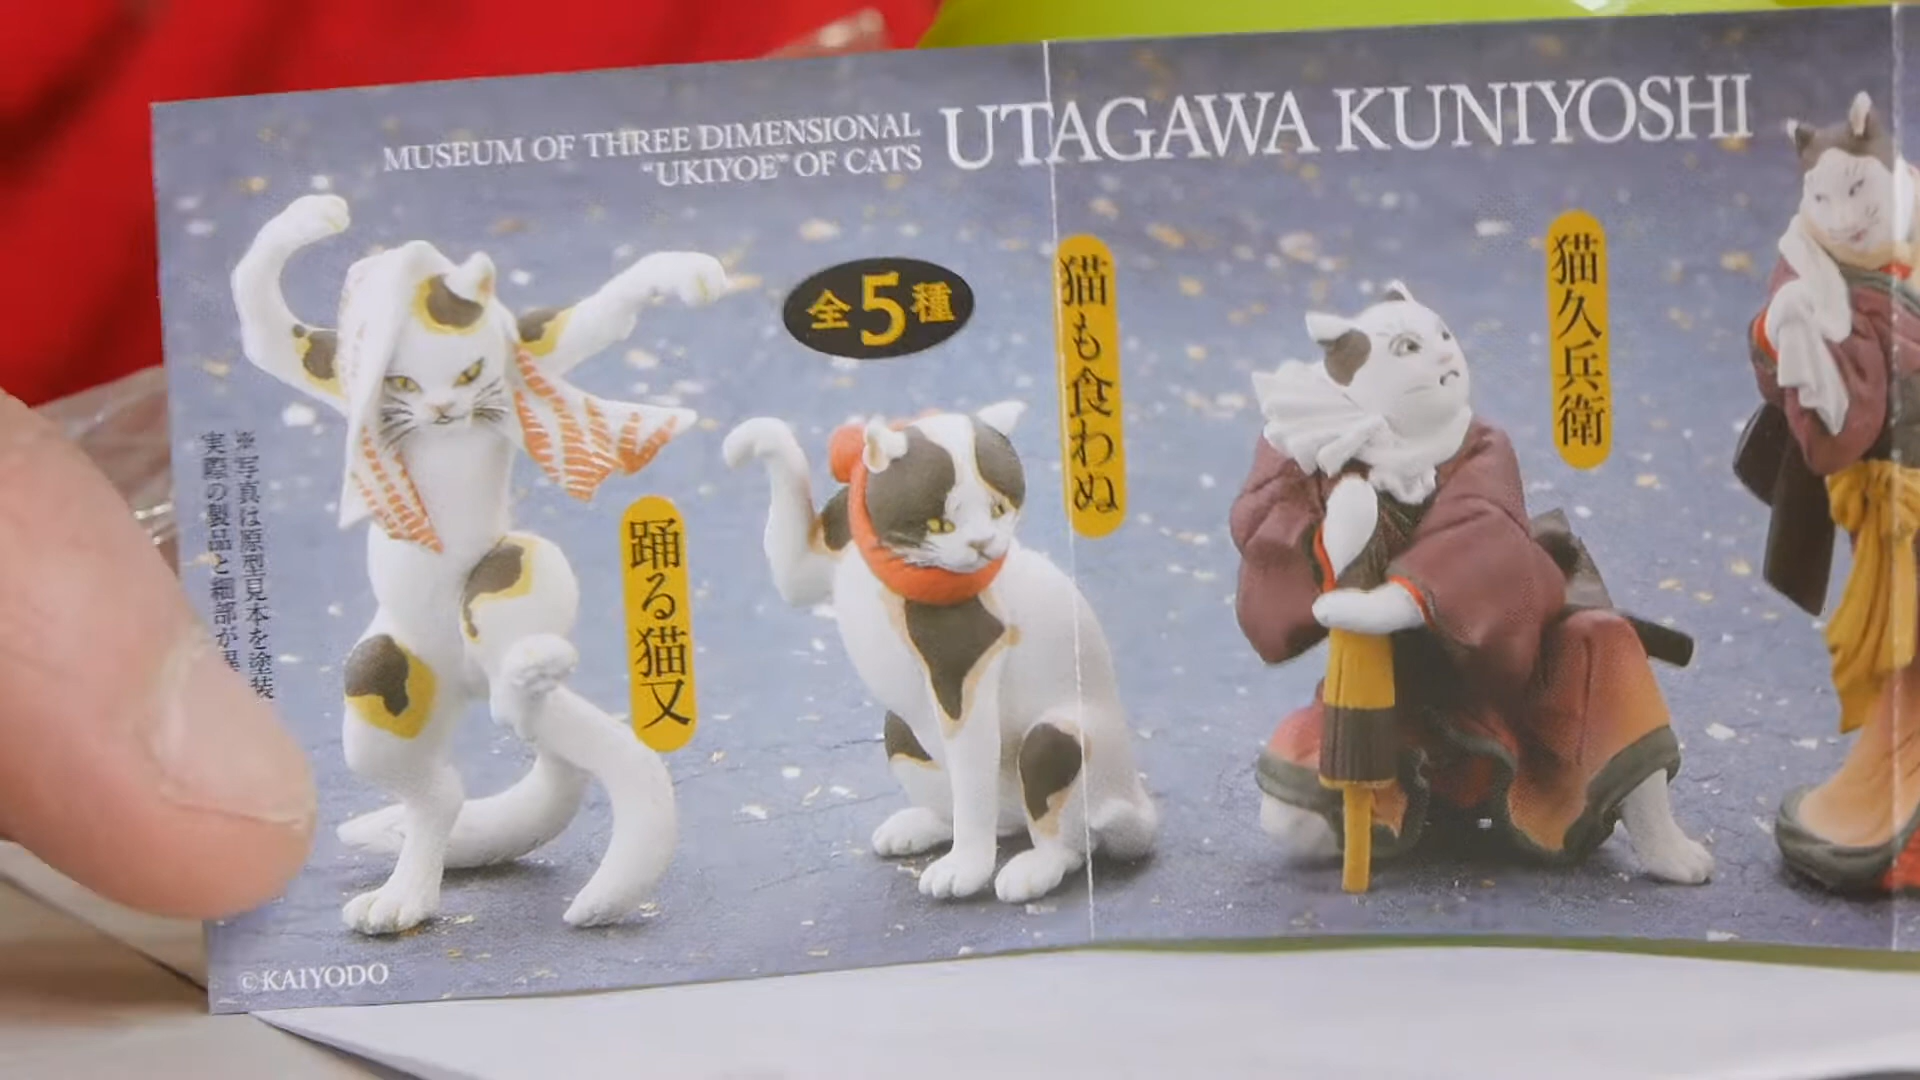 MUSEUM OF THREE DIMENSIONAL
"UKIYOE" OF CATS
UTAGAWA KUNIYOSHI
全5種
猫久兵衛
猫も食わぬ
踊る猫又
※写真は原型見本を塗装
実際の製品と細部が異
©KAIYODO